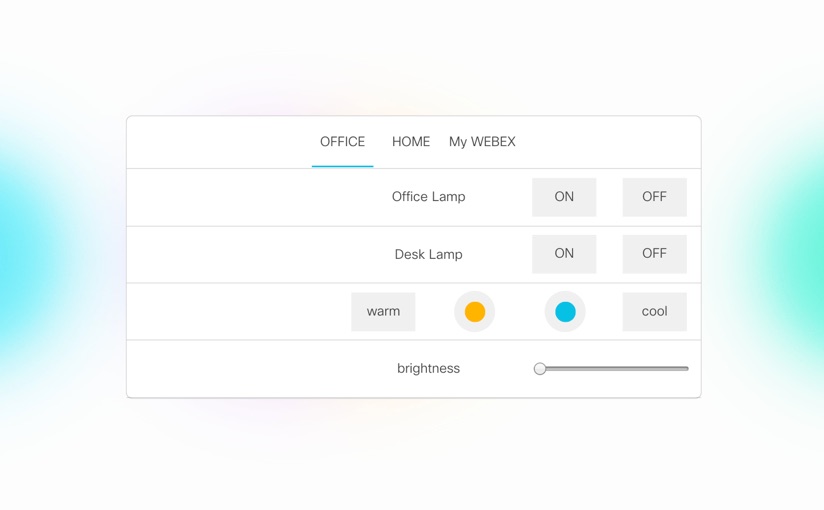 OFFICE HOME My WEBEX
Office Lamp ON OFF
Desk Lamp ON OFF
warm cool
brightness